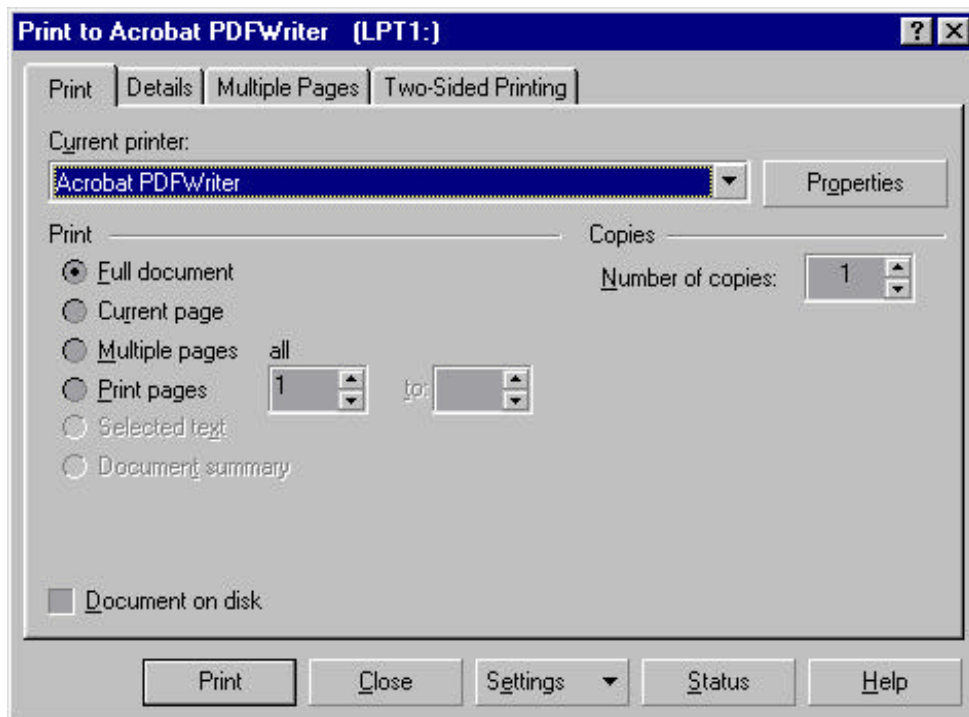 Print to Acrobat PDFWriter (LPT1:)
Print Details Multiple Pages Two-Sided Printing
Current printer:
Acrobat PDFWriter Properties
Print Copies
Full document Number of copies: 1
Current page
Multiple pages all
Print pages 1 to:
Selected text
Document summary
Document on disk
Print Close Settings Status Help